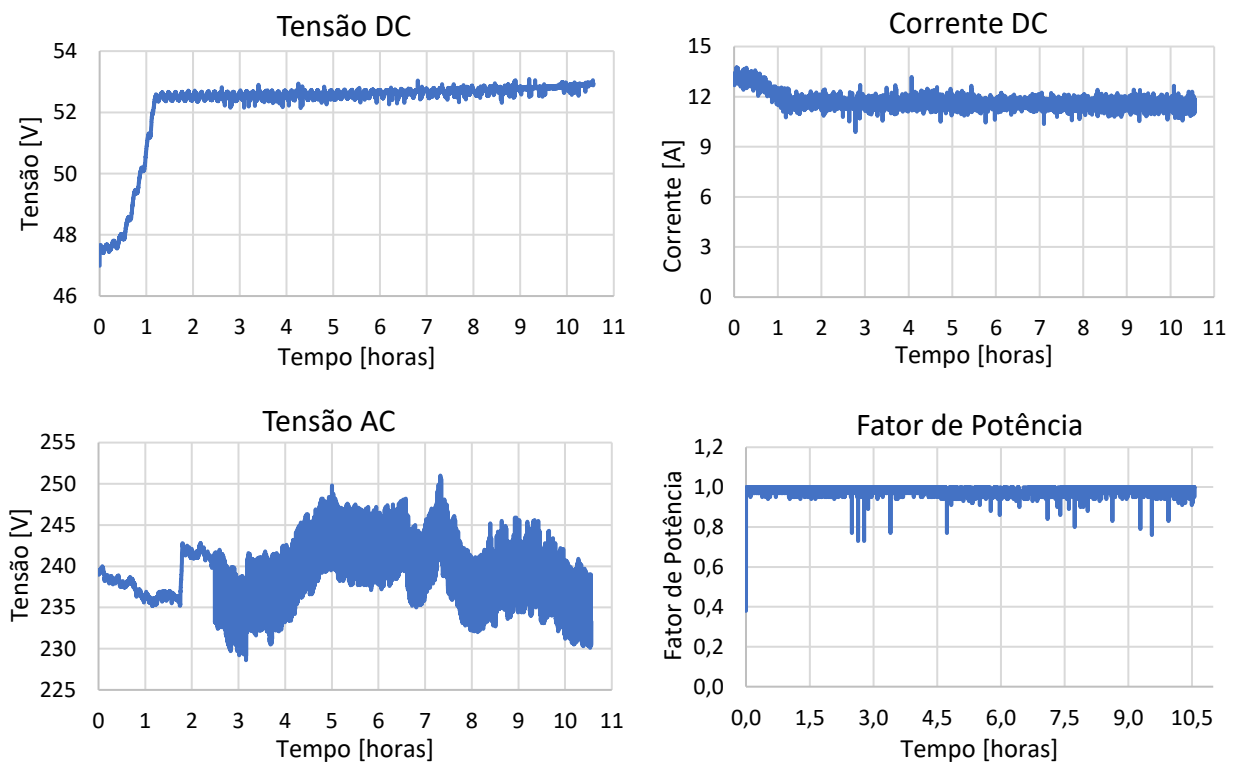 Tensão DC
Tensão [V]
54
52
50
48
46
0 1 2 3 4 5 6 7 8 9 10 11
Tempo [horas]
Corrente DC
Corrente [A]
15
12
9
6
3
0
0 1 2 3 4 5 6 7 8 9 10 11
Tempo [horas]
Tensão AC
Tensão [V]
255
250
245
240
235
230
225
0 1 2 3 4 5 6 7 8 9 10 11
Tempo [horas]
Fator de Potência
Fator de Potência
1,2
1,0
0,8
0,6
0,4
0,2
0,0
0,0 1,5 3,0 4,5 6,0 7,5 9,0 10,5
Tempo [horas]